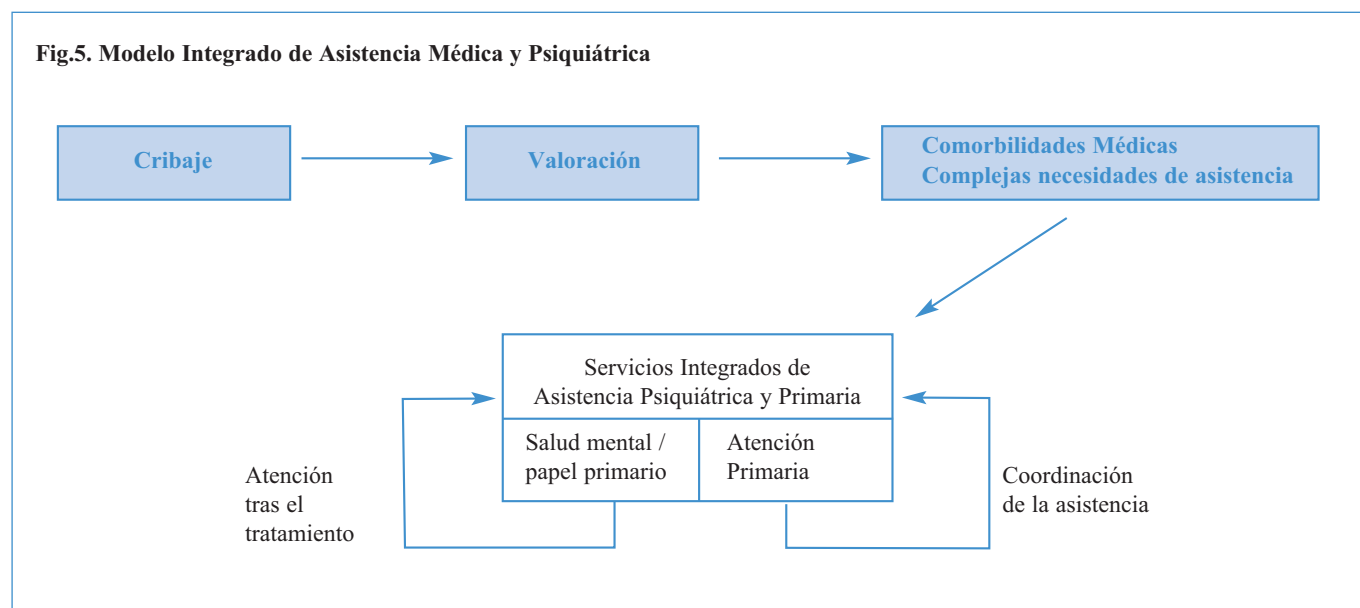 Fig.5. Modelo Integrado de Asistencia Médica y Psiquiátrica
Cribaje
Valoración
Comorbilidades Médicas
Complejas necesidades de asistencia
Servicios Integrados de
Asistencia Psiquiátrica y Primaria
Salud mental /
papel primario
Atención
Primaria
Atención
tras el
tratamiento
Coordinación
de la asistencia